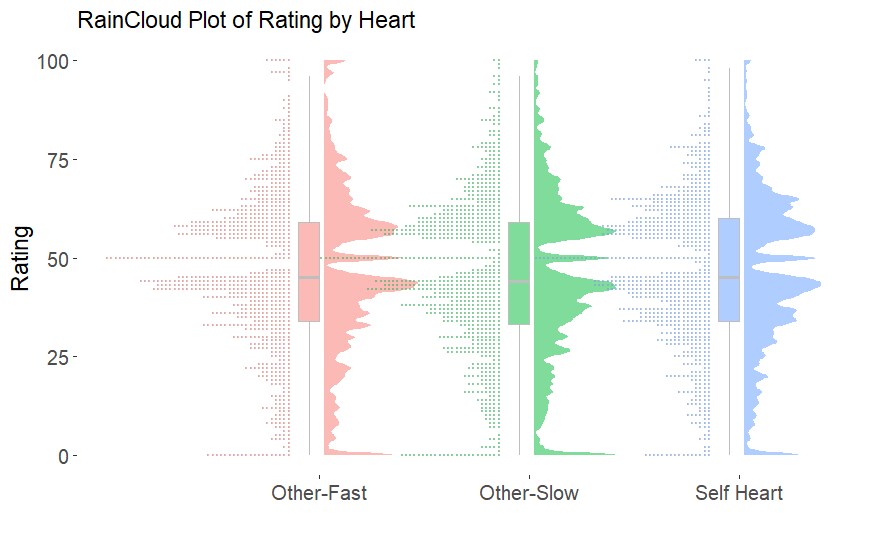 RainCloud Plot of Rating by Heart
100
75
50
25
0
Rating
Other-Fast
Other-Slow
Self Heart